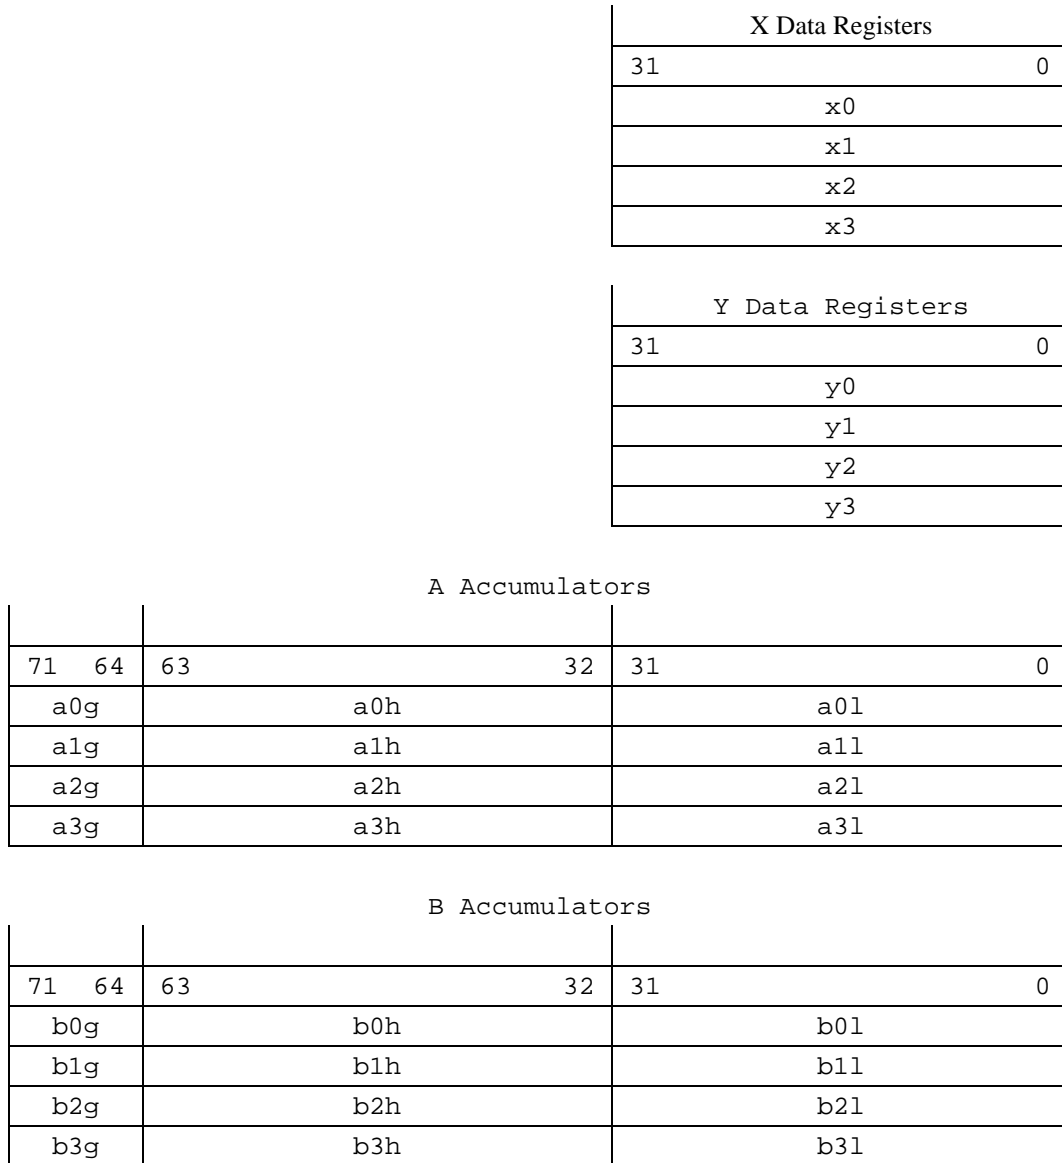 X Data Registers
31 0
x0
x1
x2
x3
Y Data Registers
31 0
y0
y1
y2
y3
A Accumulators
71 64 63 32 31 0
a0g a0h a0l
a1g a1h a1l
a2g a2h a2l
a3g a3h a3l
B Accumulators
71 64 63 32 31 0
b0g b0h b0l
b1g b1h b1l
b2g b2h b2l
b3g b3h b3l